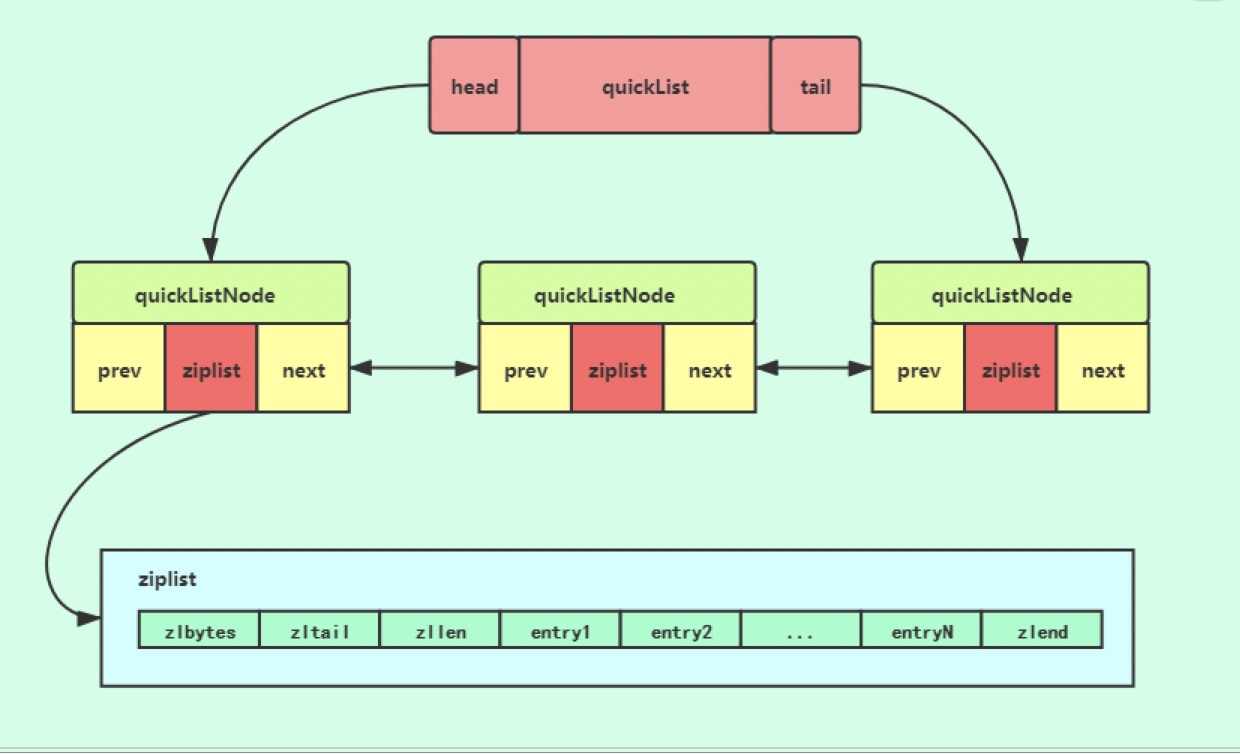 head quickList tail
quickListNode quickListNode quickListNode
prev ziplist next prev ziplist next prev ziplist next
ziplist
zlbytes zltail zllen entry1 entry2 ... entryN zlend